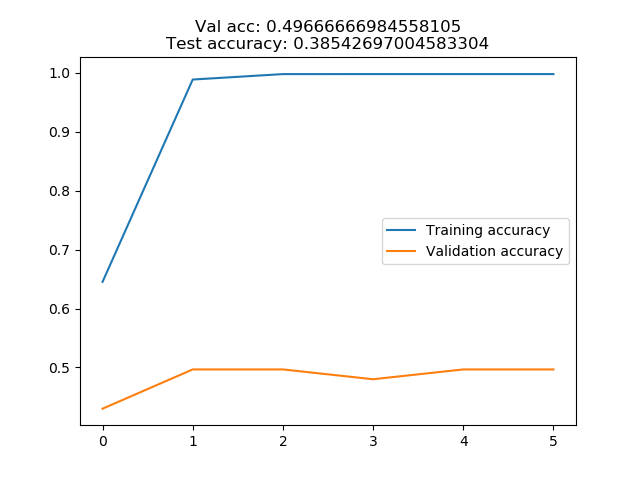 Val acc: 0.49666666984558105
Test accuracy: 0.38542697004583304
1.0
0.9
0.8
0.7
0.6
0.5
Training accuracy
Validation accuracy
0 1 2 3 4 5